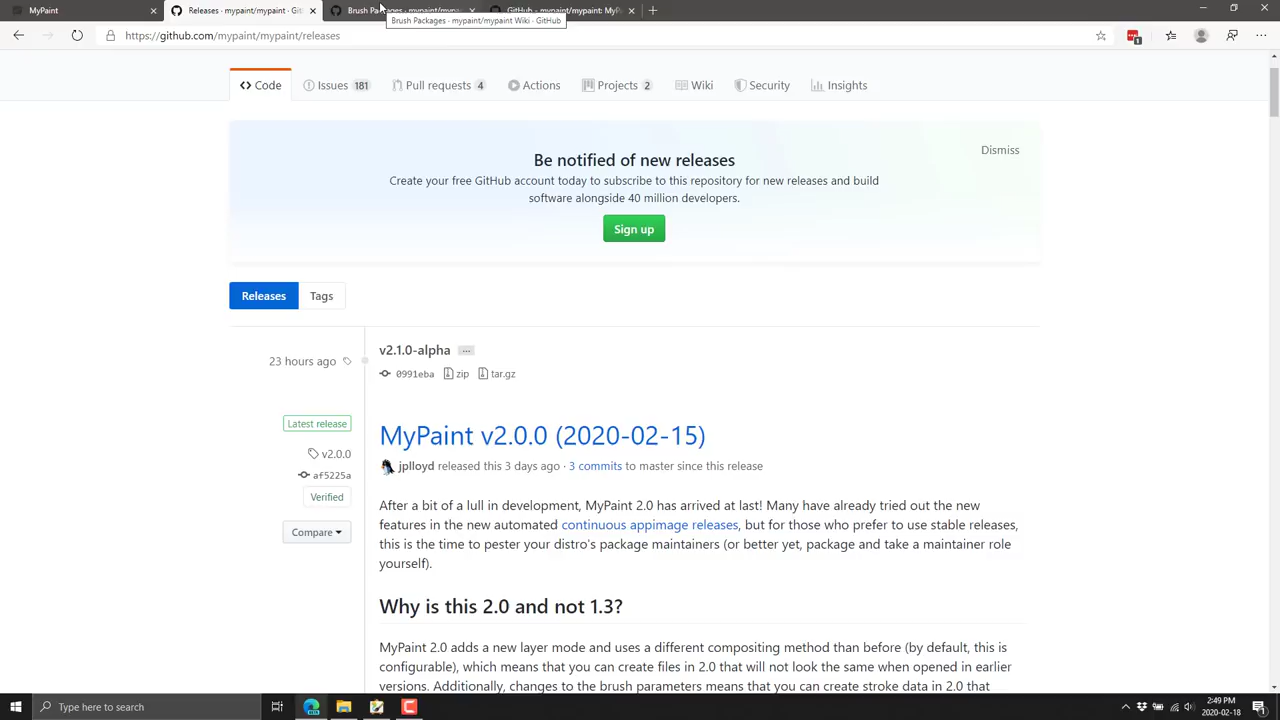 MyPaint
Releases · mypaint/mypaint · Git
Brush Packages
GitHub - mypaint/mypaint: MyPa
Brush Packages · mypaint/mypaint Wiki · GitHub
https://github.com/mypaint/mypaint/releases
1
Code
Issues 181
Pull requests 4
Actions
Projects 2
Wiki
Security
Insights
Be notified of new releases
Dismiss
Create your free GitHub account today to subscribe to this repository for new releases and build
software alongside 40 million developers.
Sign up
Releases
Tags
23 hours ago
v2.1.0-alpha ...
0991eba zip tar.gz
Latest release
v2.0.0
af5225a
Verified
Compare
MyPaint v2.0.0 (2020-02-15)
jplloyd released this 3 days ago · 3 commits to master since this release
After a bit of a lull in development, MyPaint 2.0 has arrived at last! Many have already tried out the new
features in the new automated continuous appimage releases, but for those who prefer to use stable releases,
this is the time to pester your distro's package maintainers (or better yet, package and take a maintainer role
yourself).
Why is this 2.0 and not 1.3?
MyPaint 2.0 adds a new layer mode and uses a different compositing method than before (by default, this is
configurable), which means that you can create files in 2.0 that will not look the same when opened in earlier
versions. Additionally, changes to the brush parameters means that you can create stroke data in 2.0 that
Type here to search
2:49 PM
2020-02-18
1